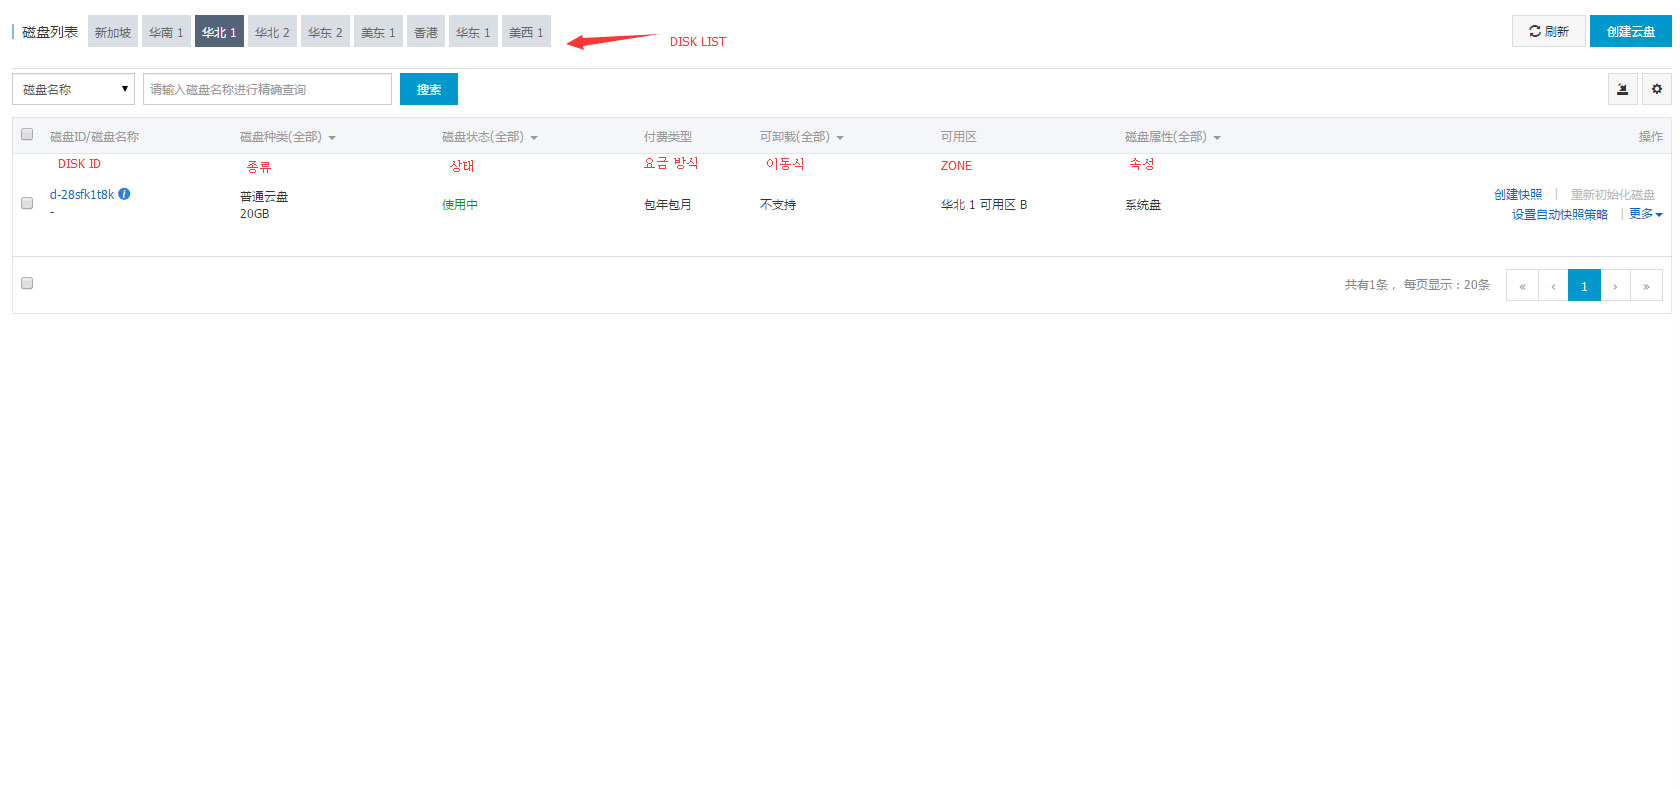 磁盘列表 新加坡 华南 1 华北 1 华北 2 华东 2 美东 1 香港 华东 1 美西 1 DISK LIST 刷新 创建云盘
磁盘名称 请输入磁盘名称进行精确查询 搜索
磁盘ID/磁盘名称 磁盘种类(全部) 磁盘状态(全部) 付费类型 可卸载(全部) 可用区 磁盘属性(全部) 操作
DISK ID 종류 상태 요금 방식 이동식 ZONE 속성
d-28sfk1t8k 普通云盘 使用中 包年包月 不支持 华北 1 可用区 B 系统盘 创建快照 | 重新初始化磁盘
- 20GB 设置自动快照策略 | 更多
共有1条， 每页显示：20条 « ‹ 1 › »